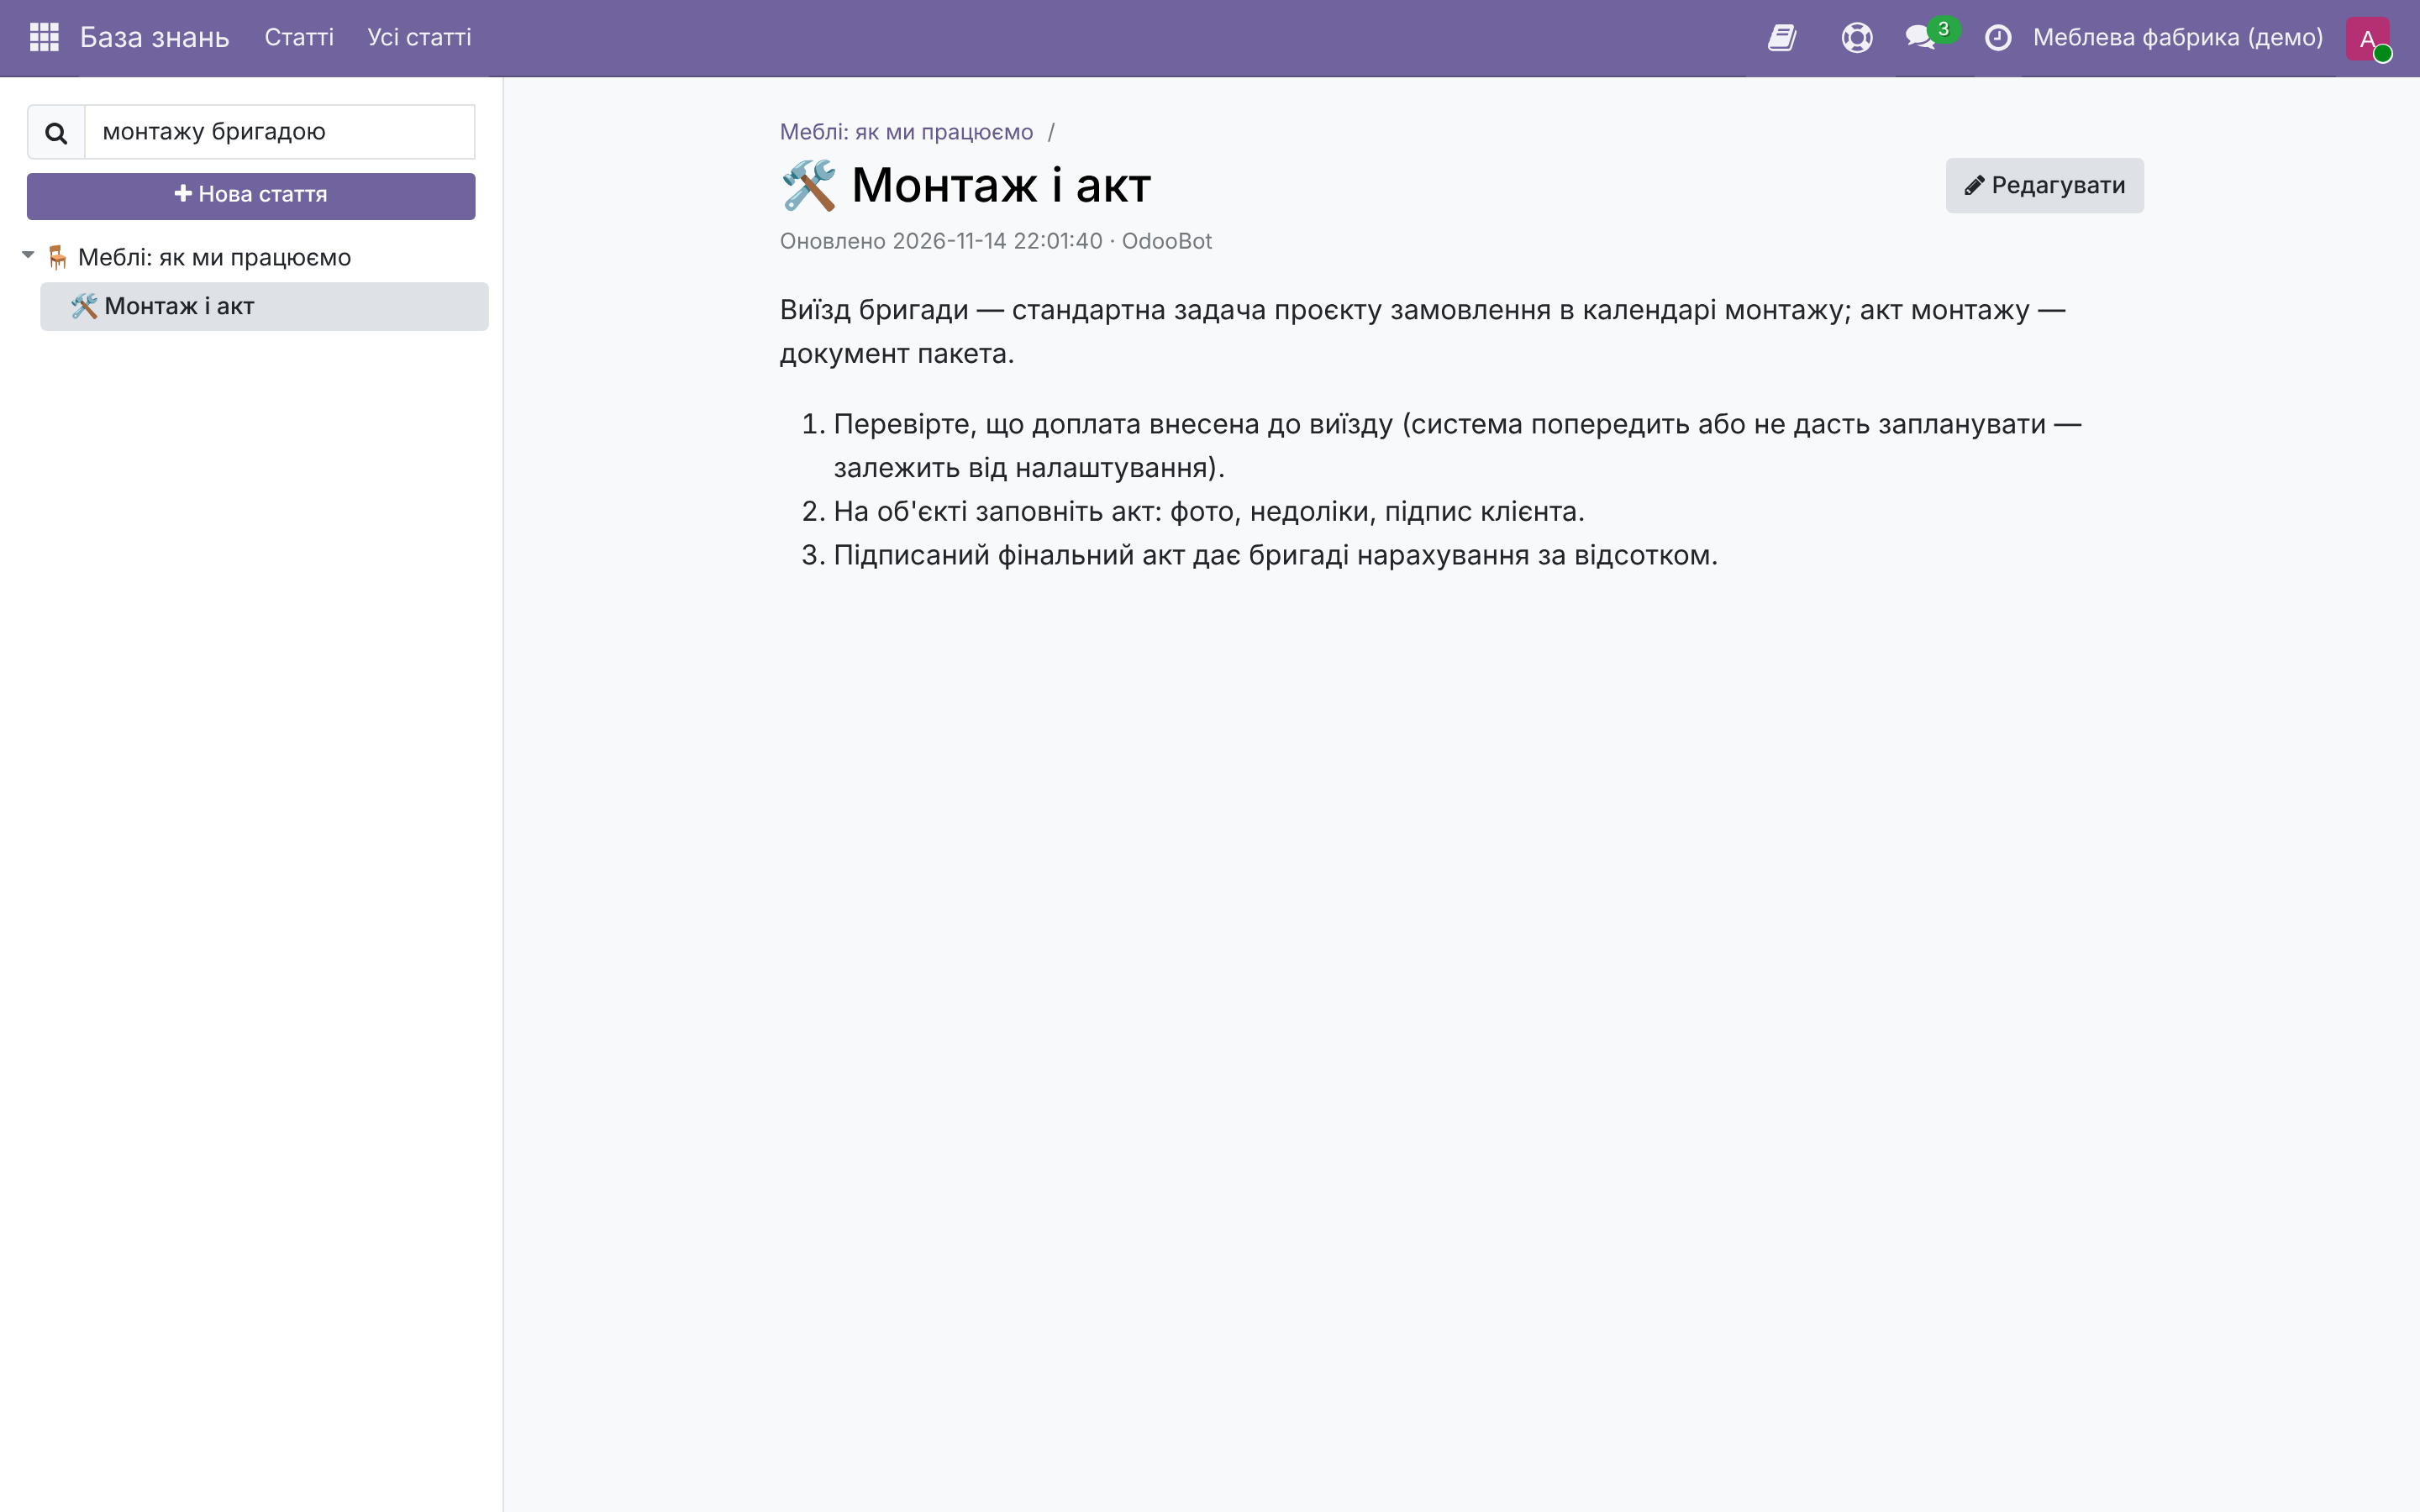 База знань Статті Усі статті 3 Меблева фабрика (демо) A
монтажу бригадою
Нова стаття
Меблі: як ми працюємо
Монтаж і акт
Меблі: як ми працюємо /
Монтаж і акт
Редагувати
Оновлено 2026-11-14 22:01:40 · OdooBot
Виїзд бригади — стандартна задача проєкту замовлення в календарі монтажу; акт монтажу —
документ пакета.
1. Перевірте, що доплата внесена до виїзду (система попередить або не дасть запланувати —
залежить від налаштування).
2. На об'єкті заповніть акт: фото, недоліки, підпис клієнта.
3. Підписаний фінальний акт дає бригаді нарахування за відсотком.